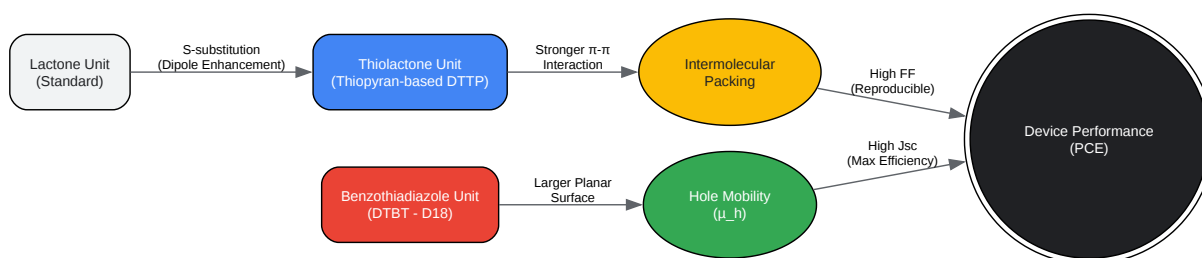 Lactone Unit
(Standard)
S-substitution
(Dipole Enhancement)
Thiolactone Unit
(Thiopyran-based DTTP)
Stronger π-π
Interaction
Intermolecular
Packing
High FF
(Reproducible)
Device Performance
(PCE)
Benzothiadiazole Unit
(DTBT - D18)
Larger Planar
Surface
Hole Mobility
(μ_h)
High Jsc
(Max Efficiency)